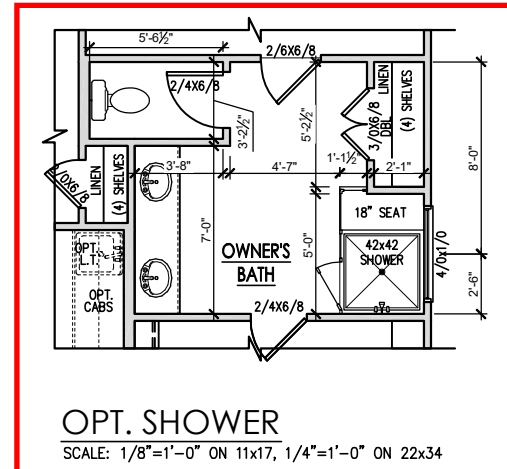 5'-6½"
2/6X6/8
2/4X6/8
3'-2½"
5'-2½"
3/0X6/8
DBL
LINEN
(4) SHELVES
8'-0"
/0X6/8
LINEN
(4) SHELVES
3'-8"
4'-7"
1'-1½"
2'-1"
7'-0"
5'-0"
18" SEAT
42x42
SHOWER
4/0x1/0
OPT.
L.T.
OWNER'S
BATH
OPT.
CABS
2/4X6/8
2'-6"
OPT. SHOWER
SCALE: 1/8"=1'-0" ON 11x17, 1/4"=1'-0" ON 22x34